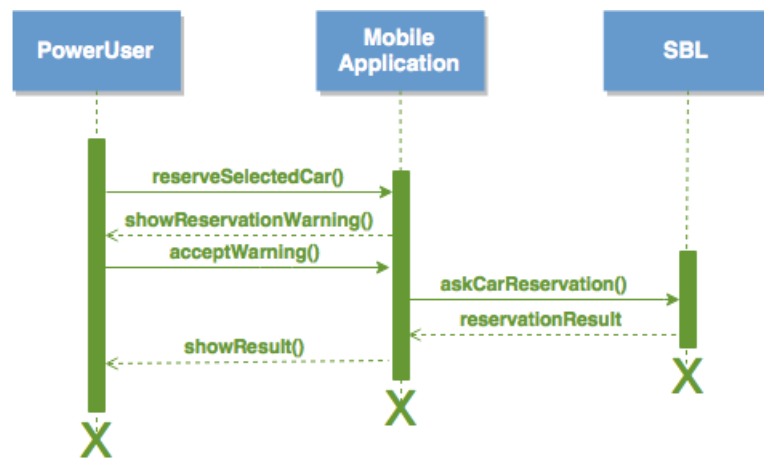 PowerUser
Mobile
Application
SBL
reserveSelectedCar()
showReservationWarning()
acceptWarning()
askCarReservation()
reservationResult
showResult()
X
X
X